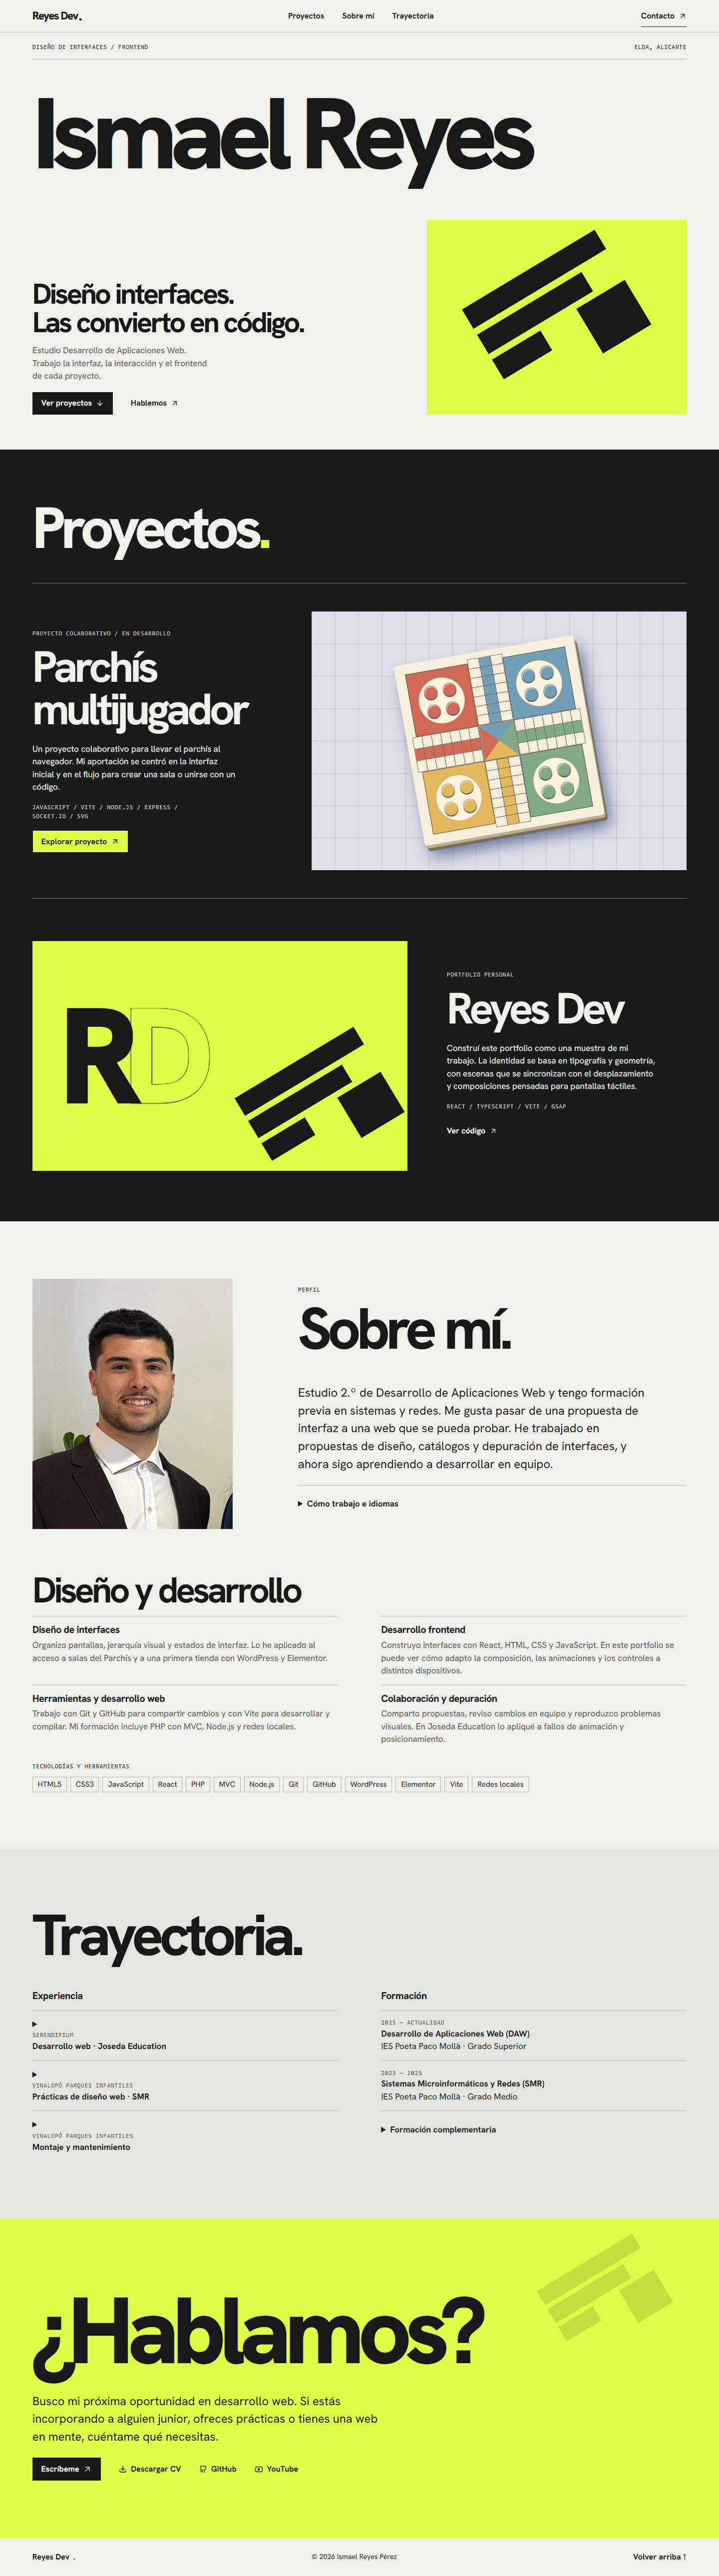 Reyes Dev.
Proyectos
Sobre mí
Trayectoria
Contacto ↗
DISEÑO DE INTERFACES / FRONTEND
ELDA, ALICANTE
Ismael Reyes
Diseño interfaces.
Las convierto en código.
Estudio Desarrollo de Aplicaciones Web.
Trabajo la interfaz, la interacción y el frontend
de cada proyecto.
Ver proyectos ↓
Hablemos ↗
Proyectos.
PROYECTO COLABORATIVO / EN DESARROLLO
Parchís
multijugador
Un proyecto colaborativo para llevar el parchís al
navegador. Mi aportación se centró en la interfaz
inicial y en el flujo para crear una sala o unirse con un
código.
JAVASCRIPT / VITE / NODE.JS / EXPRESS /
SOCKET.IO / SVG
Explorar proyecto ↗
RD
PORTFOLIO PERSONAL
Reyes Dev
Construí este portfolio como una muestra de mi
trabajo. La identidad se basa en tipografía y geometría,
con escenas que se sincronizan con el desplazamiento
y composiciones pensadas para pantallas táctiles.
REACT / TYPESCRIPT / VITE / GSAP
Ver código ↗
PERFIL
Sobre mí.
Estudio 2.º de Desarrollo de Aplicaciones Web y tengo formación
previa en sistemas y redes. Me gusta pasar de una propuesta de
interfaz a una web que se pueda probar. He trabajado en
propuestas de diseño, catálogos y depuración de interfaces, y
ahora sigo aprendiendo a desarrollar en equipo.
▶ Cómo trabajo e idiomas
Diseño y desarrollo
Diseño de interfaces
Organizo pantallas, jerarquía visual y estados de interfaz. Lo he aplicado al
acceso a salas del Parchís y a una primera tienda con WordPress y Elementor.
Desarrollo frontend
Construyo interfaces con React, HTML, CSS y JavaScript. En este portfolio se
puede ver cómo adapto la composición, las animaciones y los controles a
distintos dispositivos.
Herramientas y desarrollo web
Trabajo con Git y GitHub para compartir cambios y con Vite para desarrollar y
compilar. Mi formación incluye PHP con MVC, Node.js y redes locales.
Colaboración y depuración
Comparto propuestas, reviso cambios en equipo y reproduzco problemas
visuales. En Joseda Education lo apliqué a fallos de animación y
posicionamiento.
TECNOLOGÍAS Y HERRAMIENTAS
HTML5
CSS3
JavaScript
React
PHP
MVC
Node.js
Git
GitHub
WordPress
Elementor
Vite
Redes locales
Trayectoria.
Experiencia
▶
SERENDIPIUM
Desarrollo web · Joseda Education
▶
VINALOPÓ PARQUES INFANTILES
Prácticas de diseño web · SMR
▶
VINALOPÓ PARQUES INFANTILES
Montaje y mantenimiento
Formación
2025 — ACTUALIDAD
Desarrollo de Aplicaciones Web (DAW)
IES Poeta Paco Mollà · Grado Superior
2023 — 2025
Sistemas Microinformáticos y Redes (SMR)
IES Poeta Paco Mollà · Grado Medio
▶ Formación complementaria
¿Hablamos?
Busco mi próxima oportunidad en desarrollo web. Si estás
incorporando a alguien junior, ofreces prácticas o tienes una web
en mente, cuéntame qué necesitas.
Escríbeme ↗
Descargar CV
GitHub
YouTube
Reyes Dev .
© 2026 Ismael Reyes Pérez
Volver arriba ↑